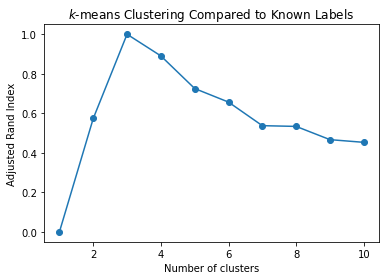 k-means Clustering Compared to Known Labels
1.0
0.8
0.6
0.4
0.2
0.0
Adjusted Rand Index
2 4 6 8 10
Number of clusters